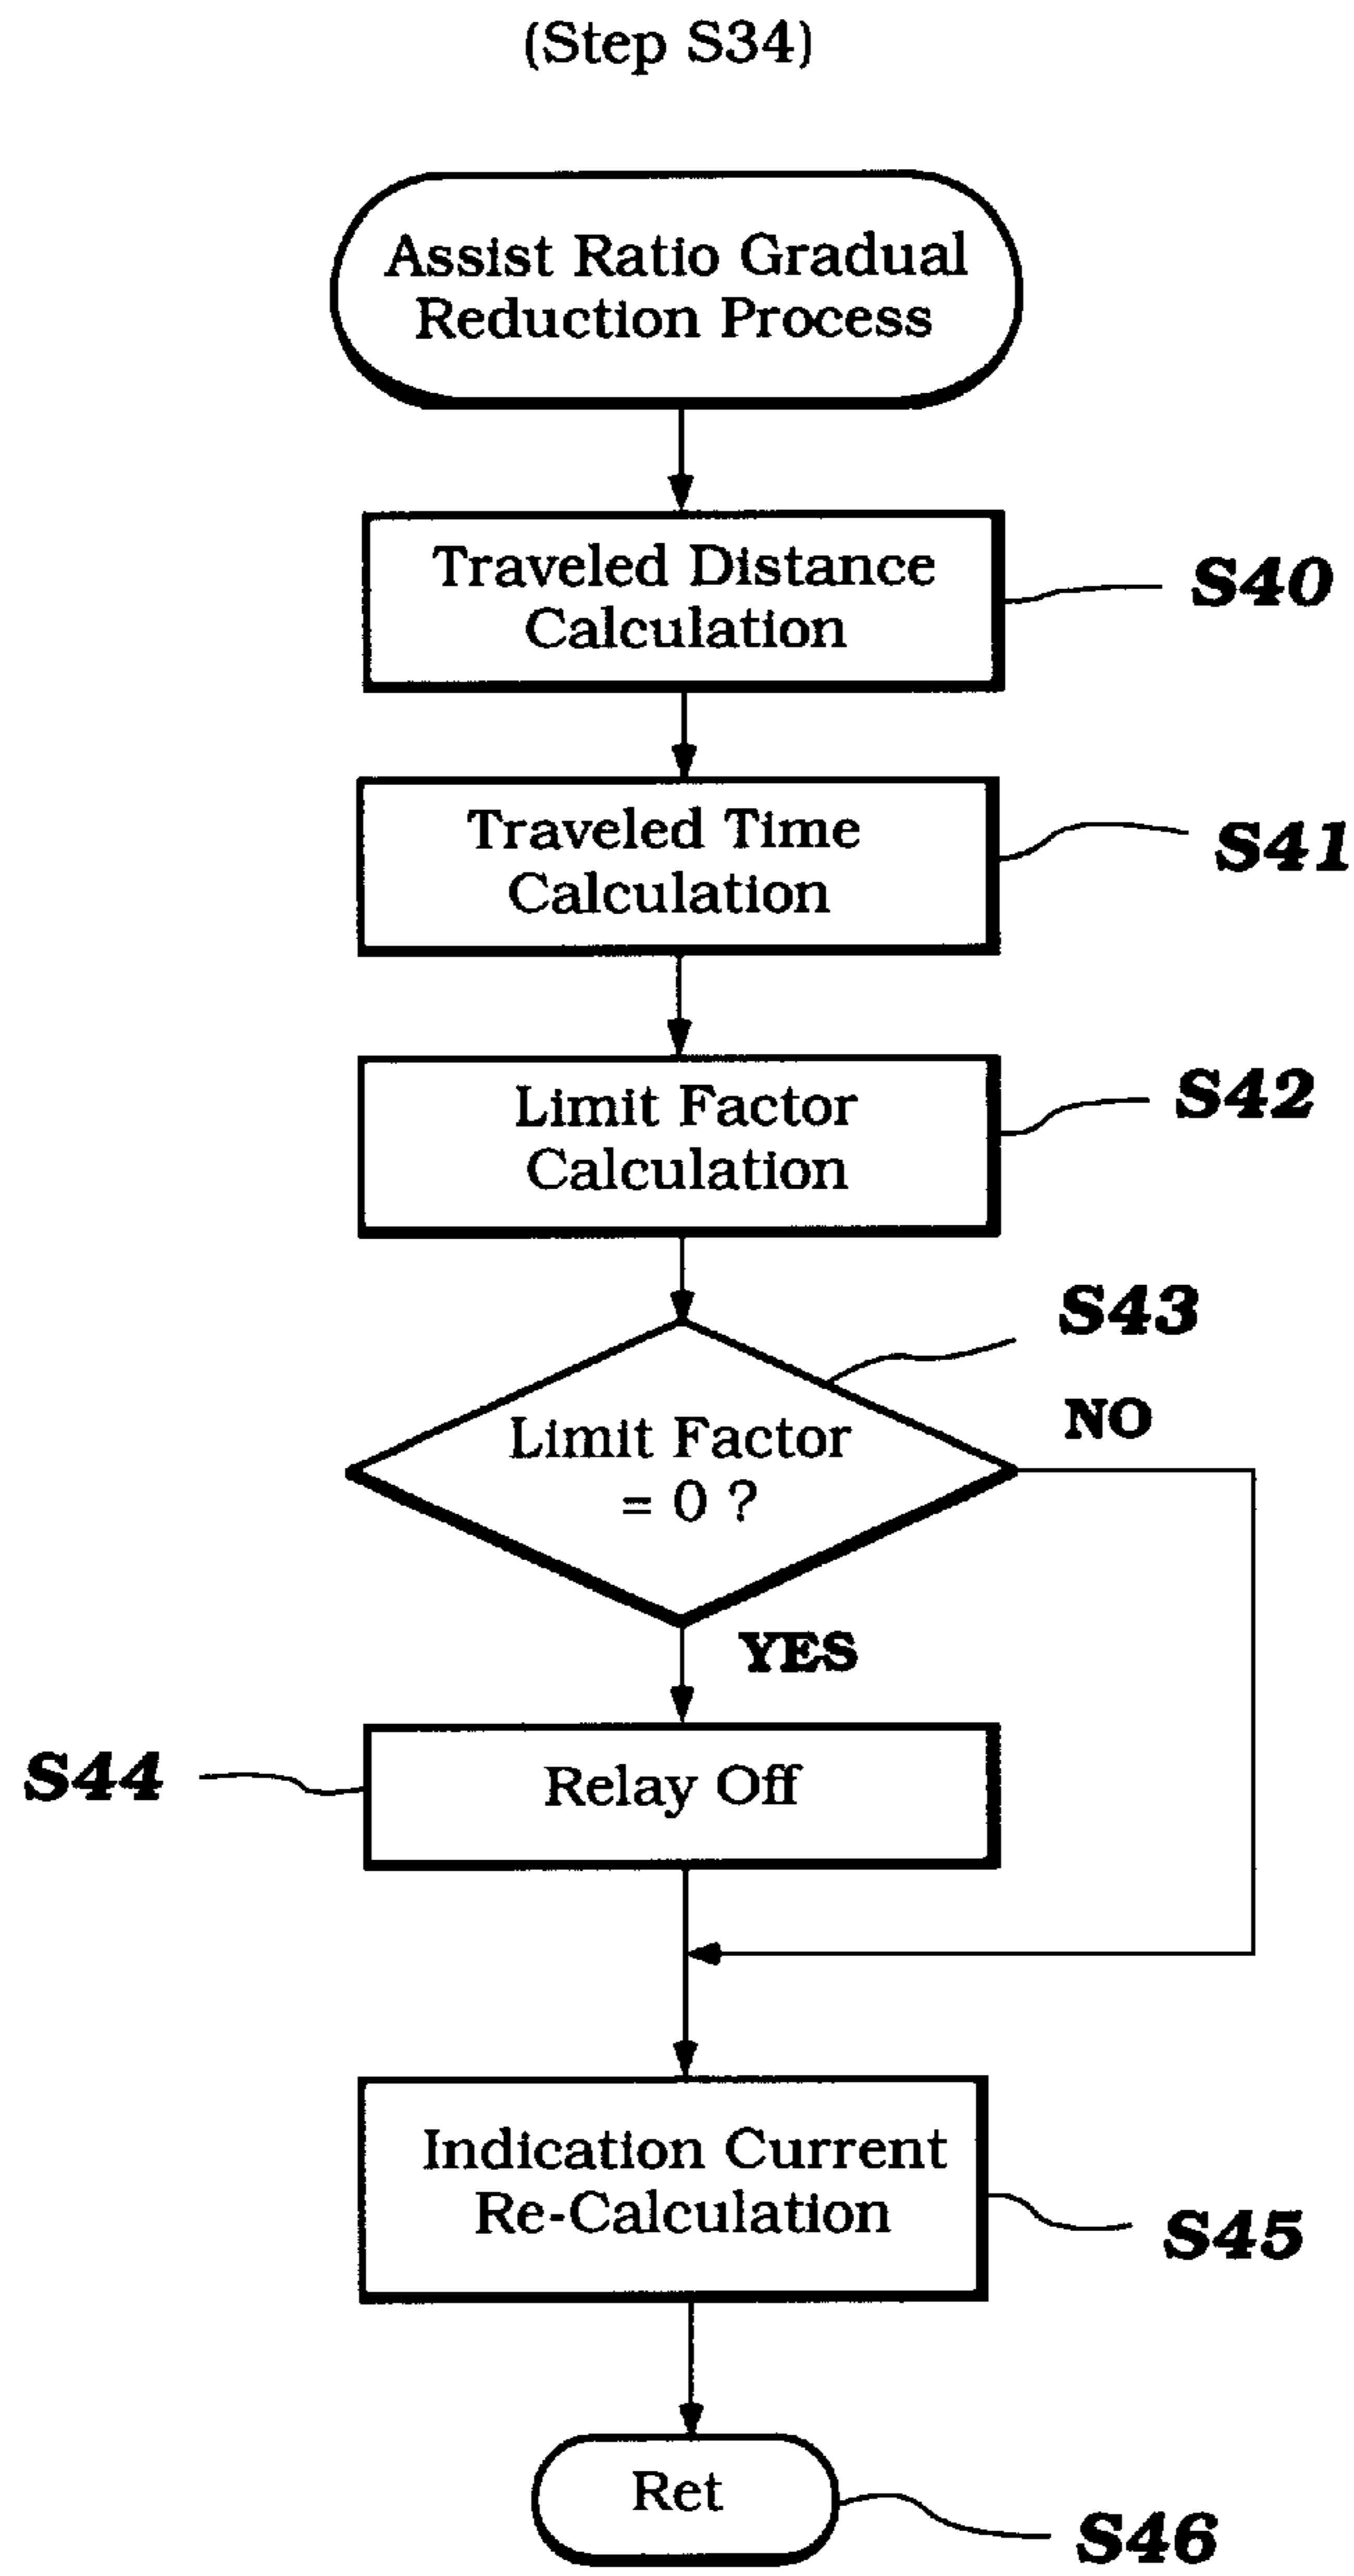 (Step S34)
Assist Ratio Gradual
Reduction Process
Traveled Distance
Calculation
S40
Traveled Time
Calculation
S41
Limit Factor
Calculation
S42
S43
Limit Factor
= 0 ?
NO
YES
S44
Relay Off
Indication Current
Re-Calculation
S45
Ret
S46